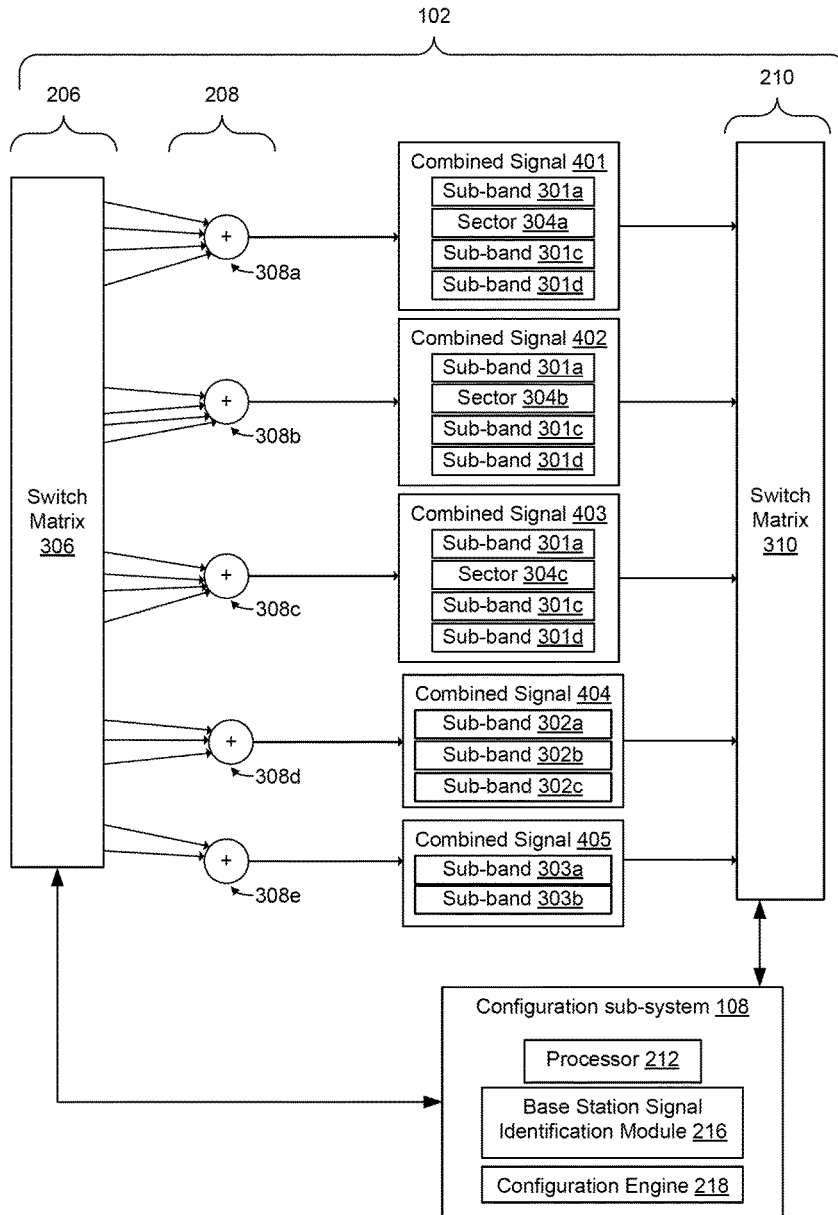 102
206
208
210
Combined Signal 401
Sub-band 301a
Sector 304a
Sub-band 301c
Sub-band 301d
+
308a
Combined Signal 402
Sub-band 301a
Sector 304b
Sub-band 301c
Sub-band 301d
+
308b
Switch
Matrix
306
Switch
Matrix
310
Combined Signal 403
Sub-band 301a
Sector 304c
Sub-band 301c
Sub-band 301d
+
308c
Combined Signal 404
Sub-band 302a
Sub-band 302b
Sub-band 302c
+
308d
Combined Signal 405
Sub-band 303a
Sub-band 303b
+
308e
Configuration sub-system 108
Processor 212
Base Station Signal
Identification Module 216
Configuration Engine 218